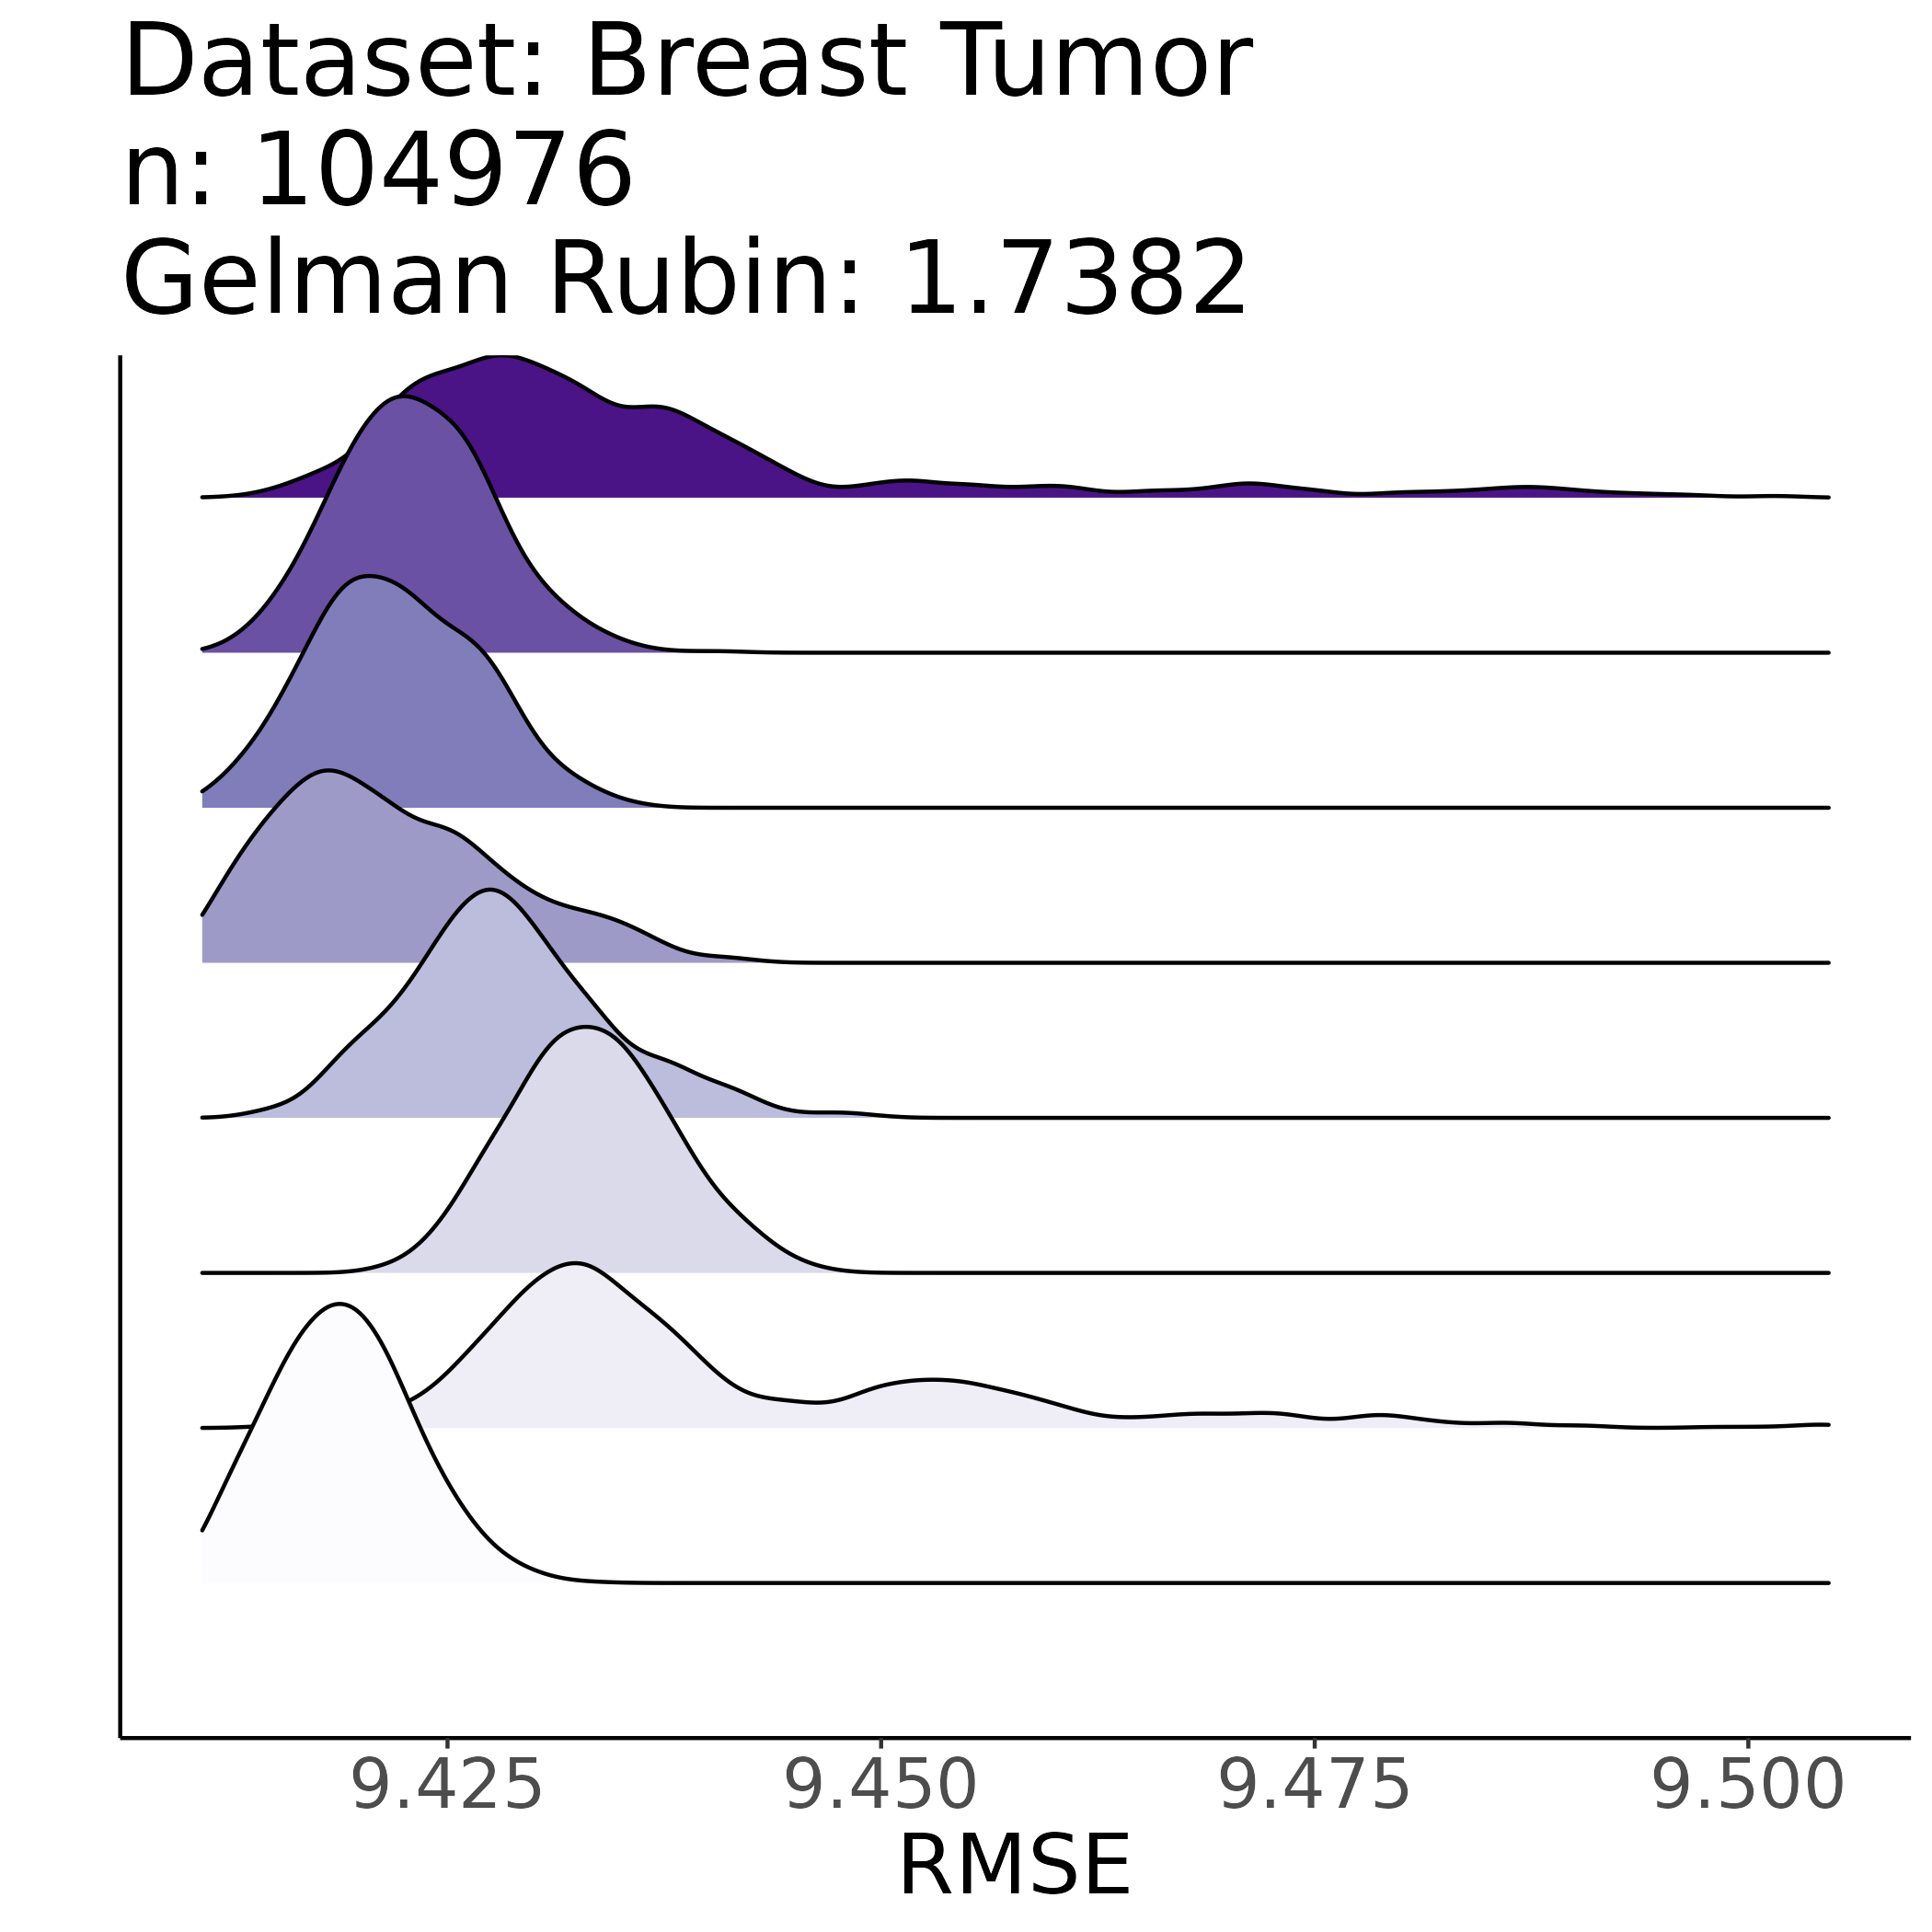 Dataset: Breast Tumor
n: 104976
Gelman Rubin: 1.7382
9.425 9.450 9.475 9.500
RMSE